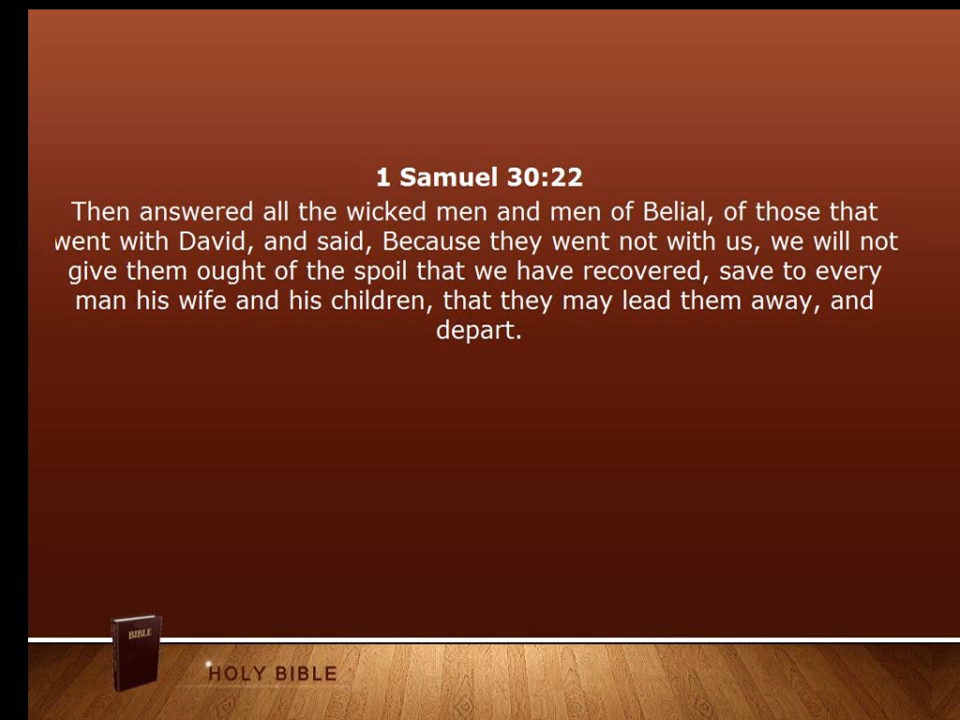 1 Samuel 30:22
Then answered all the wicked men and men of Belial, of those that
went with David, and said, Because they went not with us, we will not
give them ought of the spoil that we have recovered, save to every
man his wife and his children, that they may lead them away, and
depart.
BIBLE
HOLY BIBLE